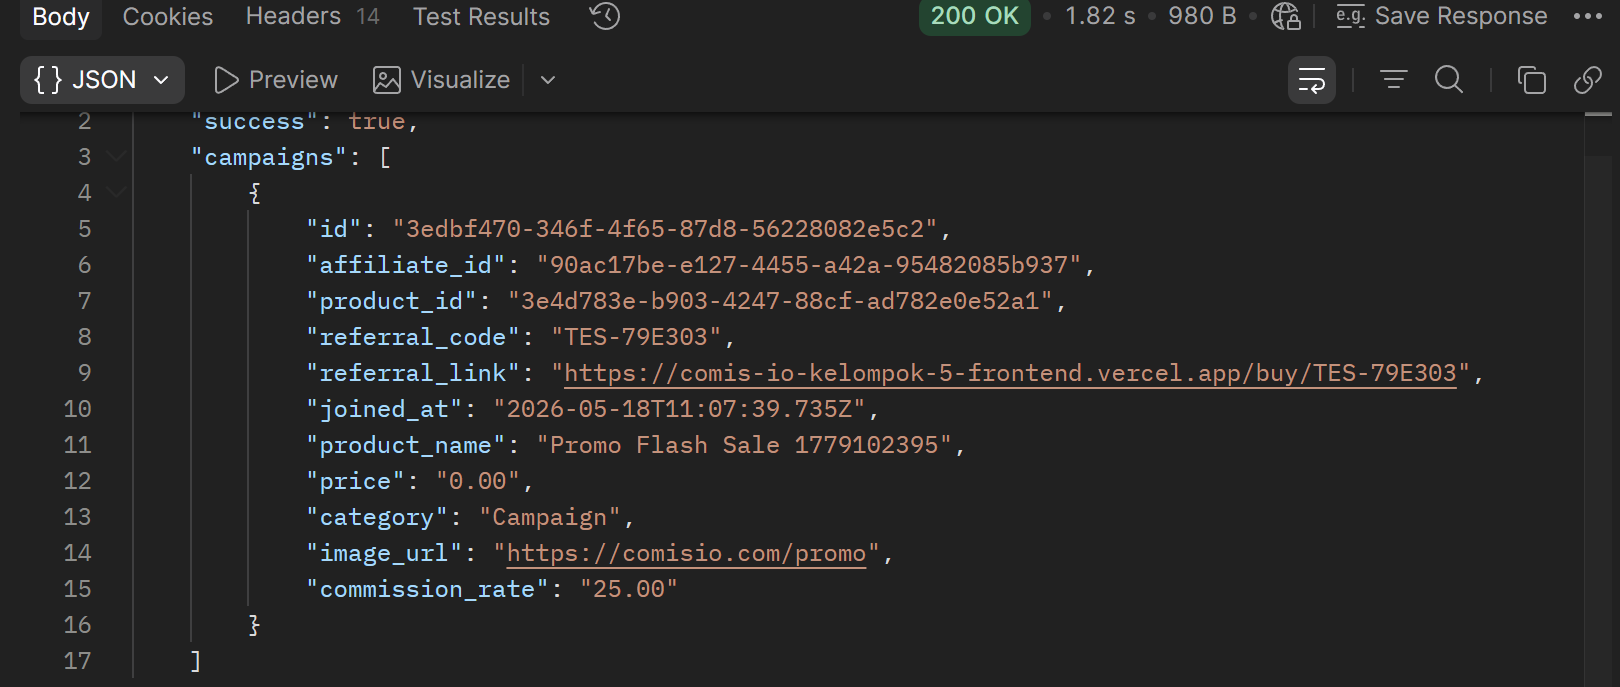 Body Cookies Headers 14 Test Results 200 OK • 1.82 s • 980 B • e.g. Save Response
{} JSON Preview Visualize
2 "success": true,
3 "campaigns": [
4 {
5 "id": "3edbf470-346f-4f65-87d8-56228082e5c2",
6 "affiliate_id": "90ac17be-e127-4455-a42a-95482085b937",
7 "product_id": "3e4d783e-b903-4247-88cf-ad782e0e52a1",
8 "referral_code": "TES-79E303",
9 "referral_link": "https://comis-io-kelompok-5-frontend.vercel.app/buy/TES-79E303",
10 "joined_at": "2026-05-18T11:07:39.735Z",
11 "product_name": "Promo Flash Sale 1779102395",
12 "price": "0.00",
13 "category": "Campaign",
14 "image_url": "https://comisio.com/promo",
15 "commission_rate": "25.00"
16 }
17 ]